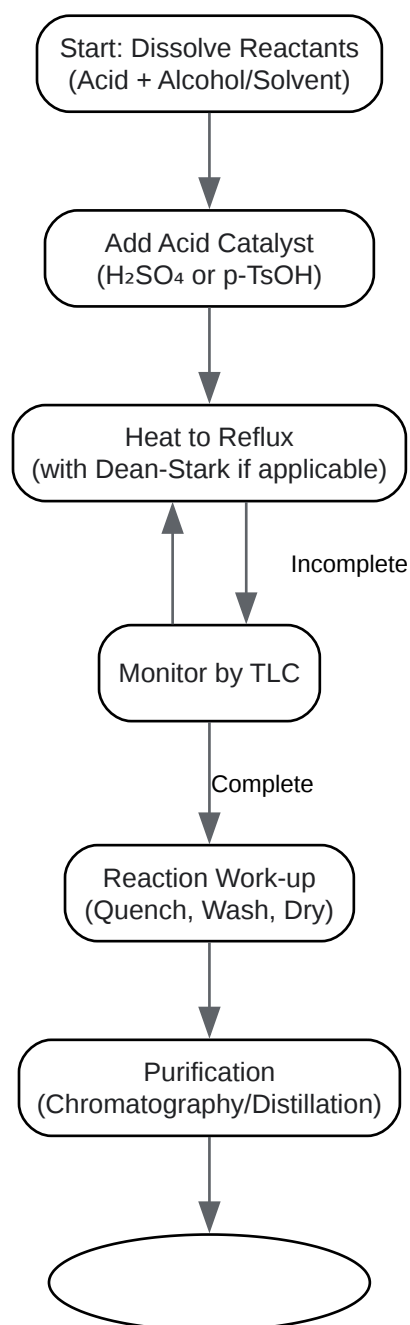 Start: Dissolve Reactants
(Acid + Alcohol/Solvent)
Add Acid Catalyst
(H₂SO₄ or p-TsOH)
Heat to Reflux
(with Dean-Stark if applicable)
Incomplete
Monitor by TLC
Complete
Reaction Work-up
(Quench, Wash, Dry)
Purification
(Chromatography/Distillation)